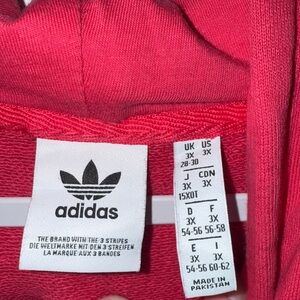 adidas
THE BRAND WITH THE 3 STRIPES
DIE WELTMARKE MIT DEN 3 STREIFEN
LA MARQUE AUX 3 BANDES
UK US
3X 3X
28-30
J CDN
3X 3X
15XOT
D F
3X 3X
54-56 56-58
E I
3X 3X
54-56 60-62
MADE IN
PAKISTAN